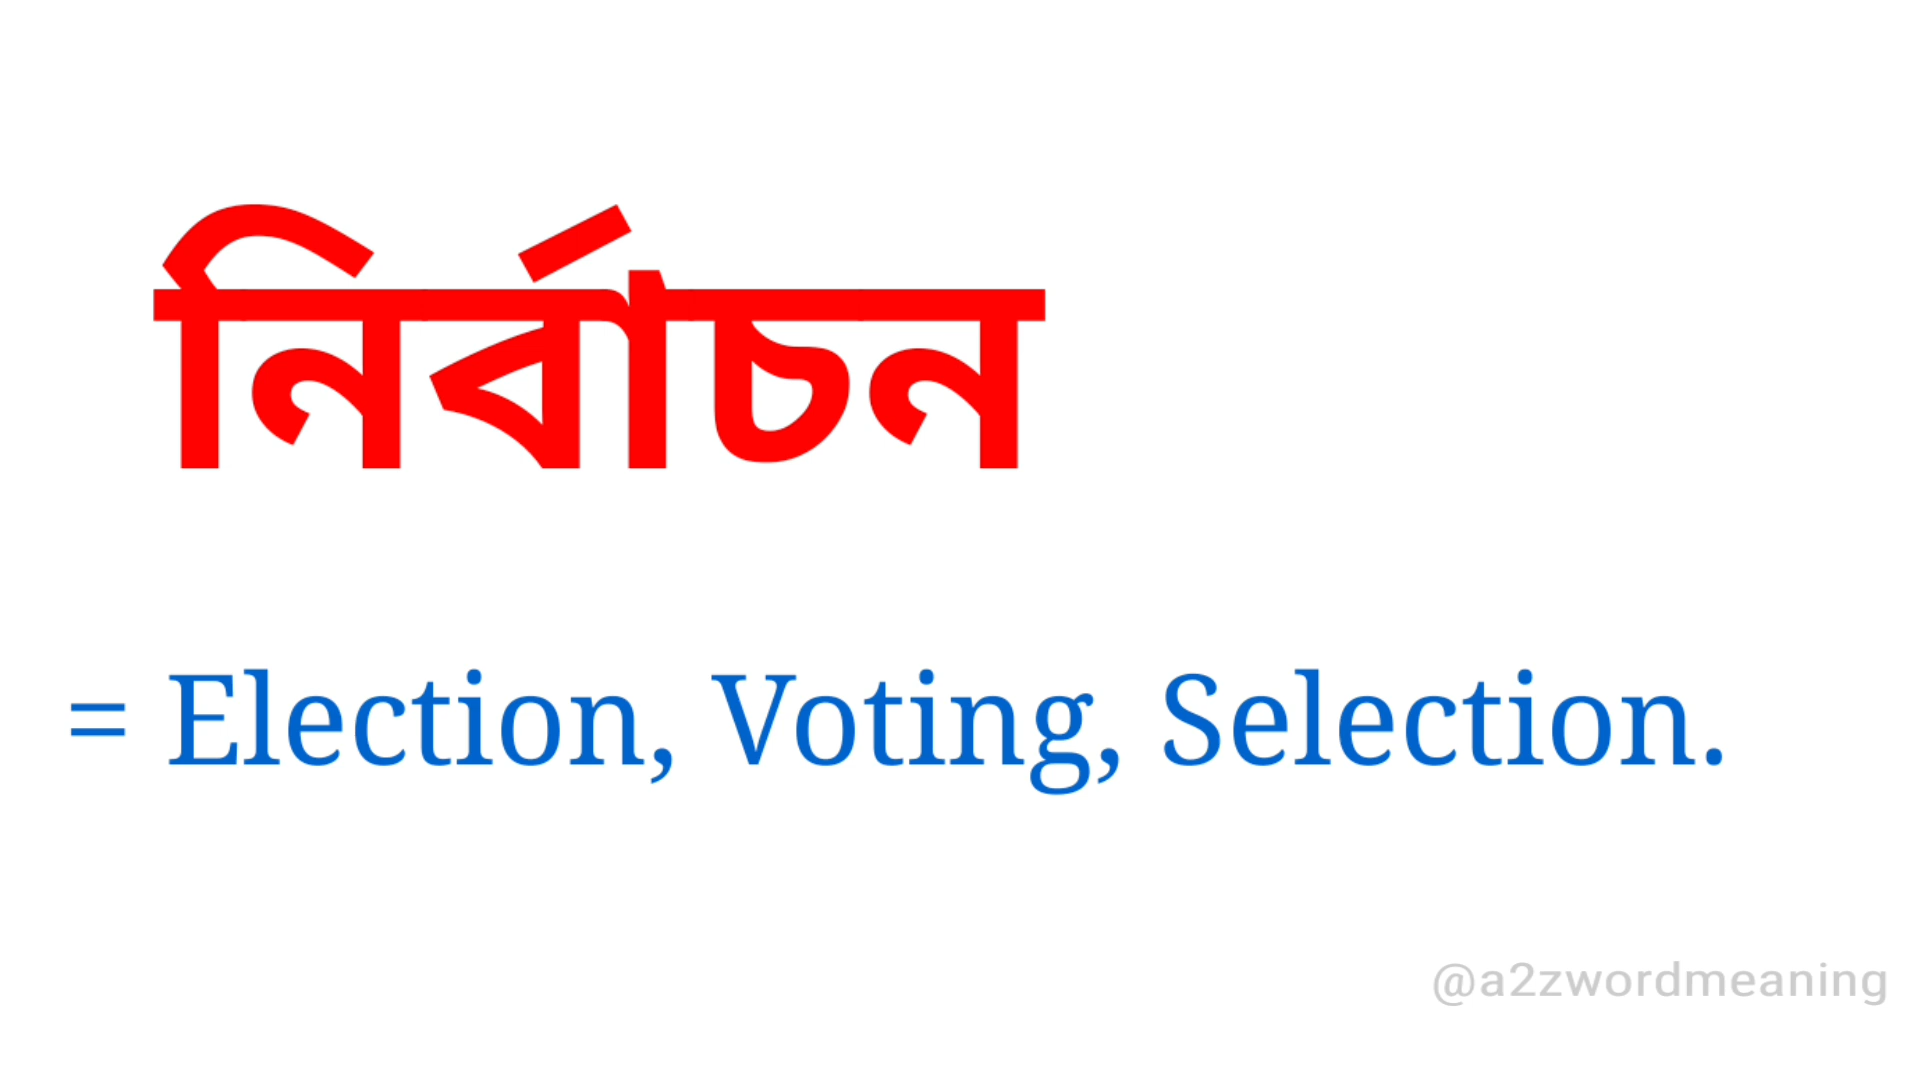 নির্বাচন
= Election, Voting, Selection.
@a2zwordmeaning